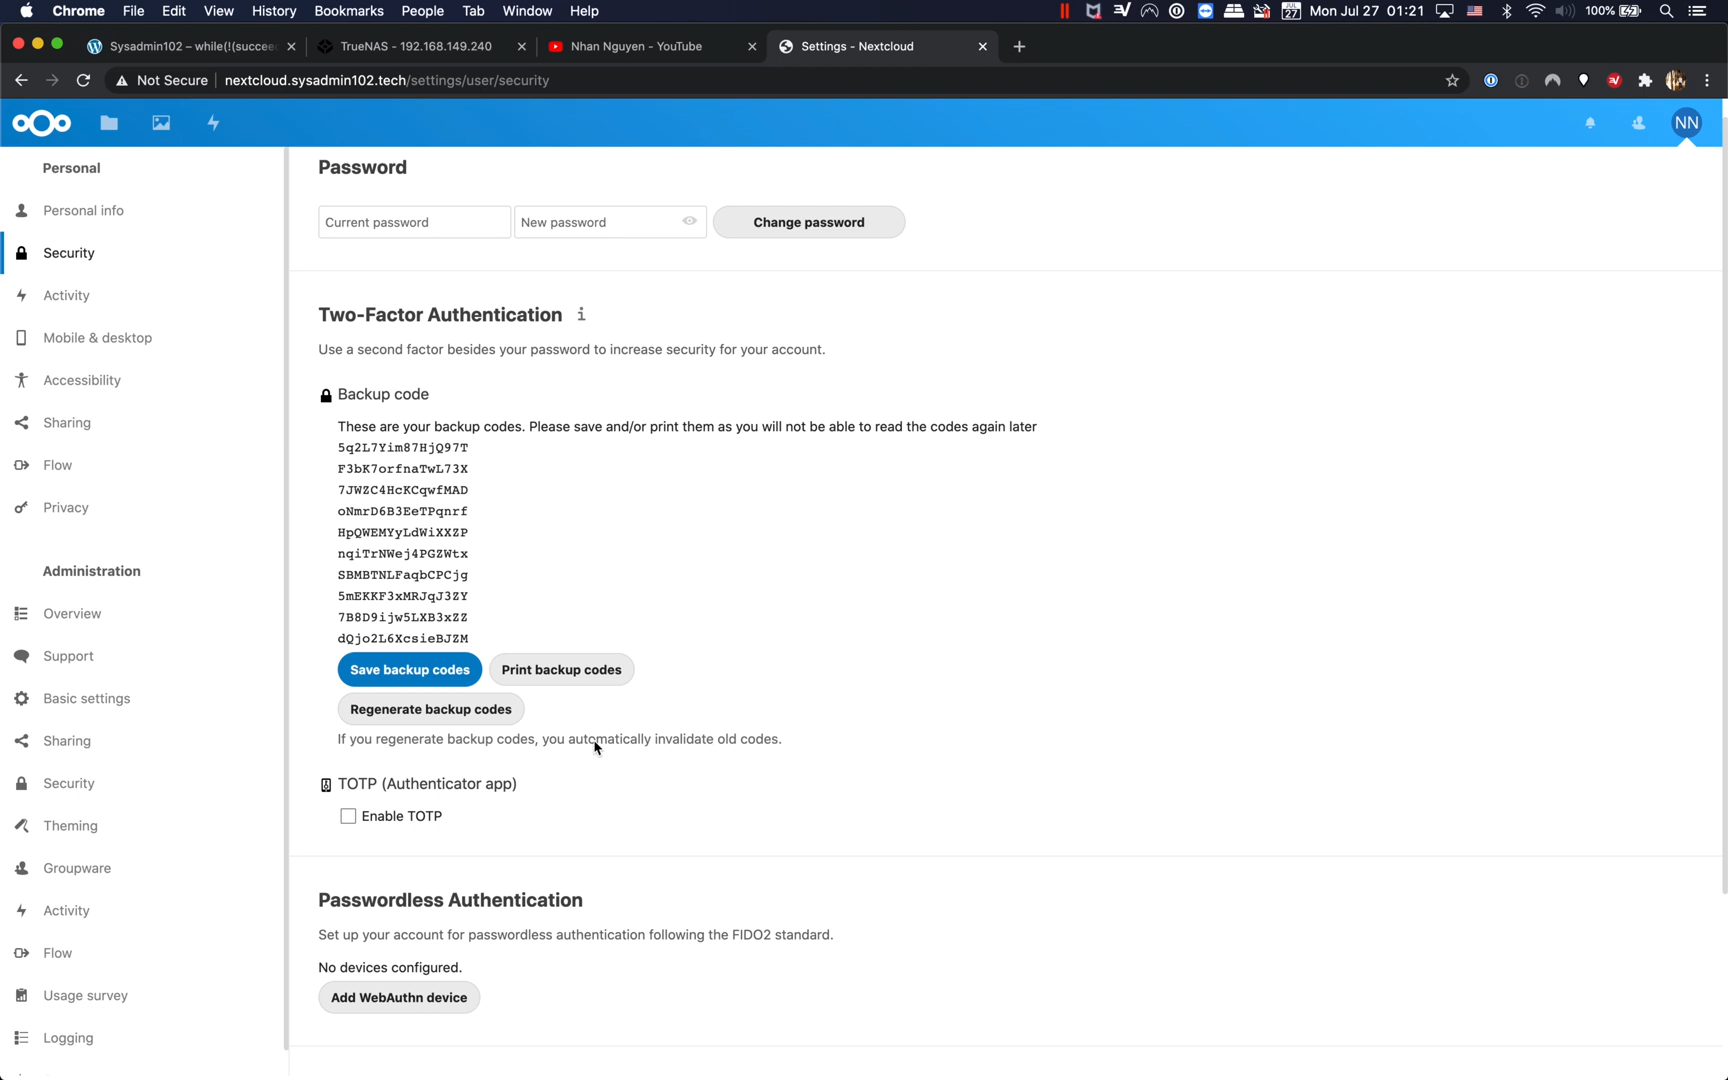 Chrome File Edit View History Bookmarks People Tab Window Help
JUL 27 Mon Jul 27 01:21 100%
Sysadmin102 – while(!(succee
TrueNAS - 192.168.149.240
Nhan Nguyen - YouTube
Settings - Nextcloud
Not Secure nextcloud.sysadmin102.tech/settings/user/security
NN
Personal
Personal info
Security
Activity
Mobile & desktop
Accessibility
Sharing
Flow
Privacy
Administration
Overview
Support
Basic settings
Sharing
Security
Theming
Groupware
Activity
Flow
Usage survey
Logging
Password
Current password
New password
Change password
Two-Factor Authentication i
Use a second factor besides your password to increase security for your account.
Backup code
These are your backup codes. Please save and/or print them as you will not be able to read the codes again later
5q2L7Yim87HjQ97T
F3bK7orfnaTwL73X
7JWZC4HcKCqwfMAD
oNmrD6B3EeTPqnrf
HpQWEMYyLdWiXXZP
nqiTrNWej4PGZWtx
SBMBTNLFaqbCPCjg
5mEKKF3xMRJqJ3ZY
7B8D9ijw5LXB3xZZ
dQjo2L6XcsieBJZM
Save backup codes
Print backup codes
Regenerate backup codes
If you regenerate backup codes, you automatically invalidate old codes.
TOTP (Authenticator app)
Enable TOTP
Passwordless Authentication
Set up your account for passwordless authentication following the FIDO2 standard.
No devices configured.
Add WebAuthn device